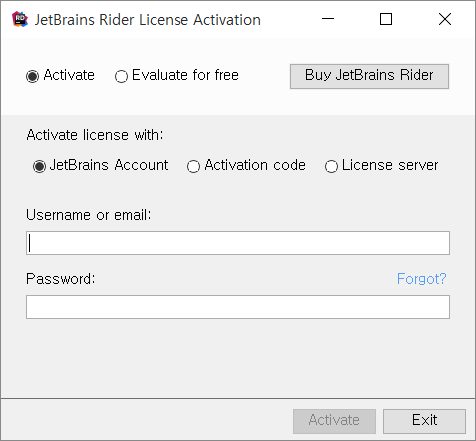 JetBrains Rider License Activation
Activate Evaluate for free Buy JetBrains Rider
Activate license with:
JetBrains Account Activation code License server
Username or email:
Password: Forgot?
Activate Exit